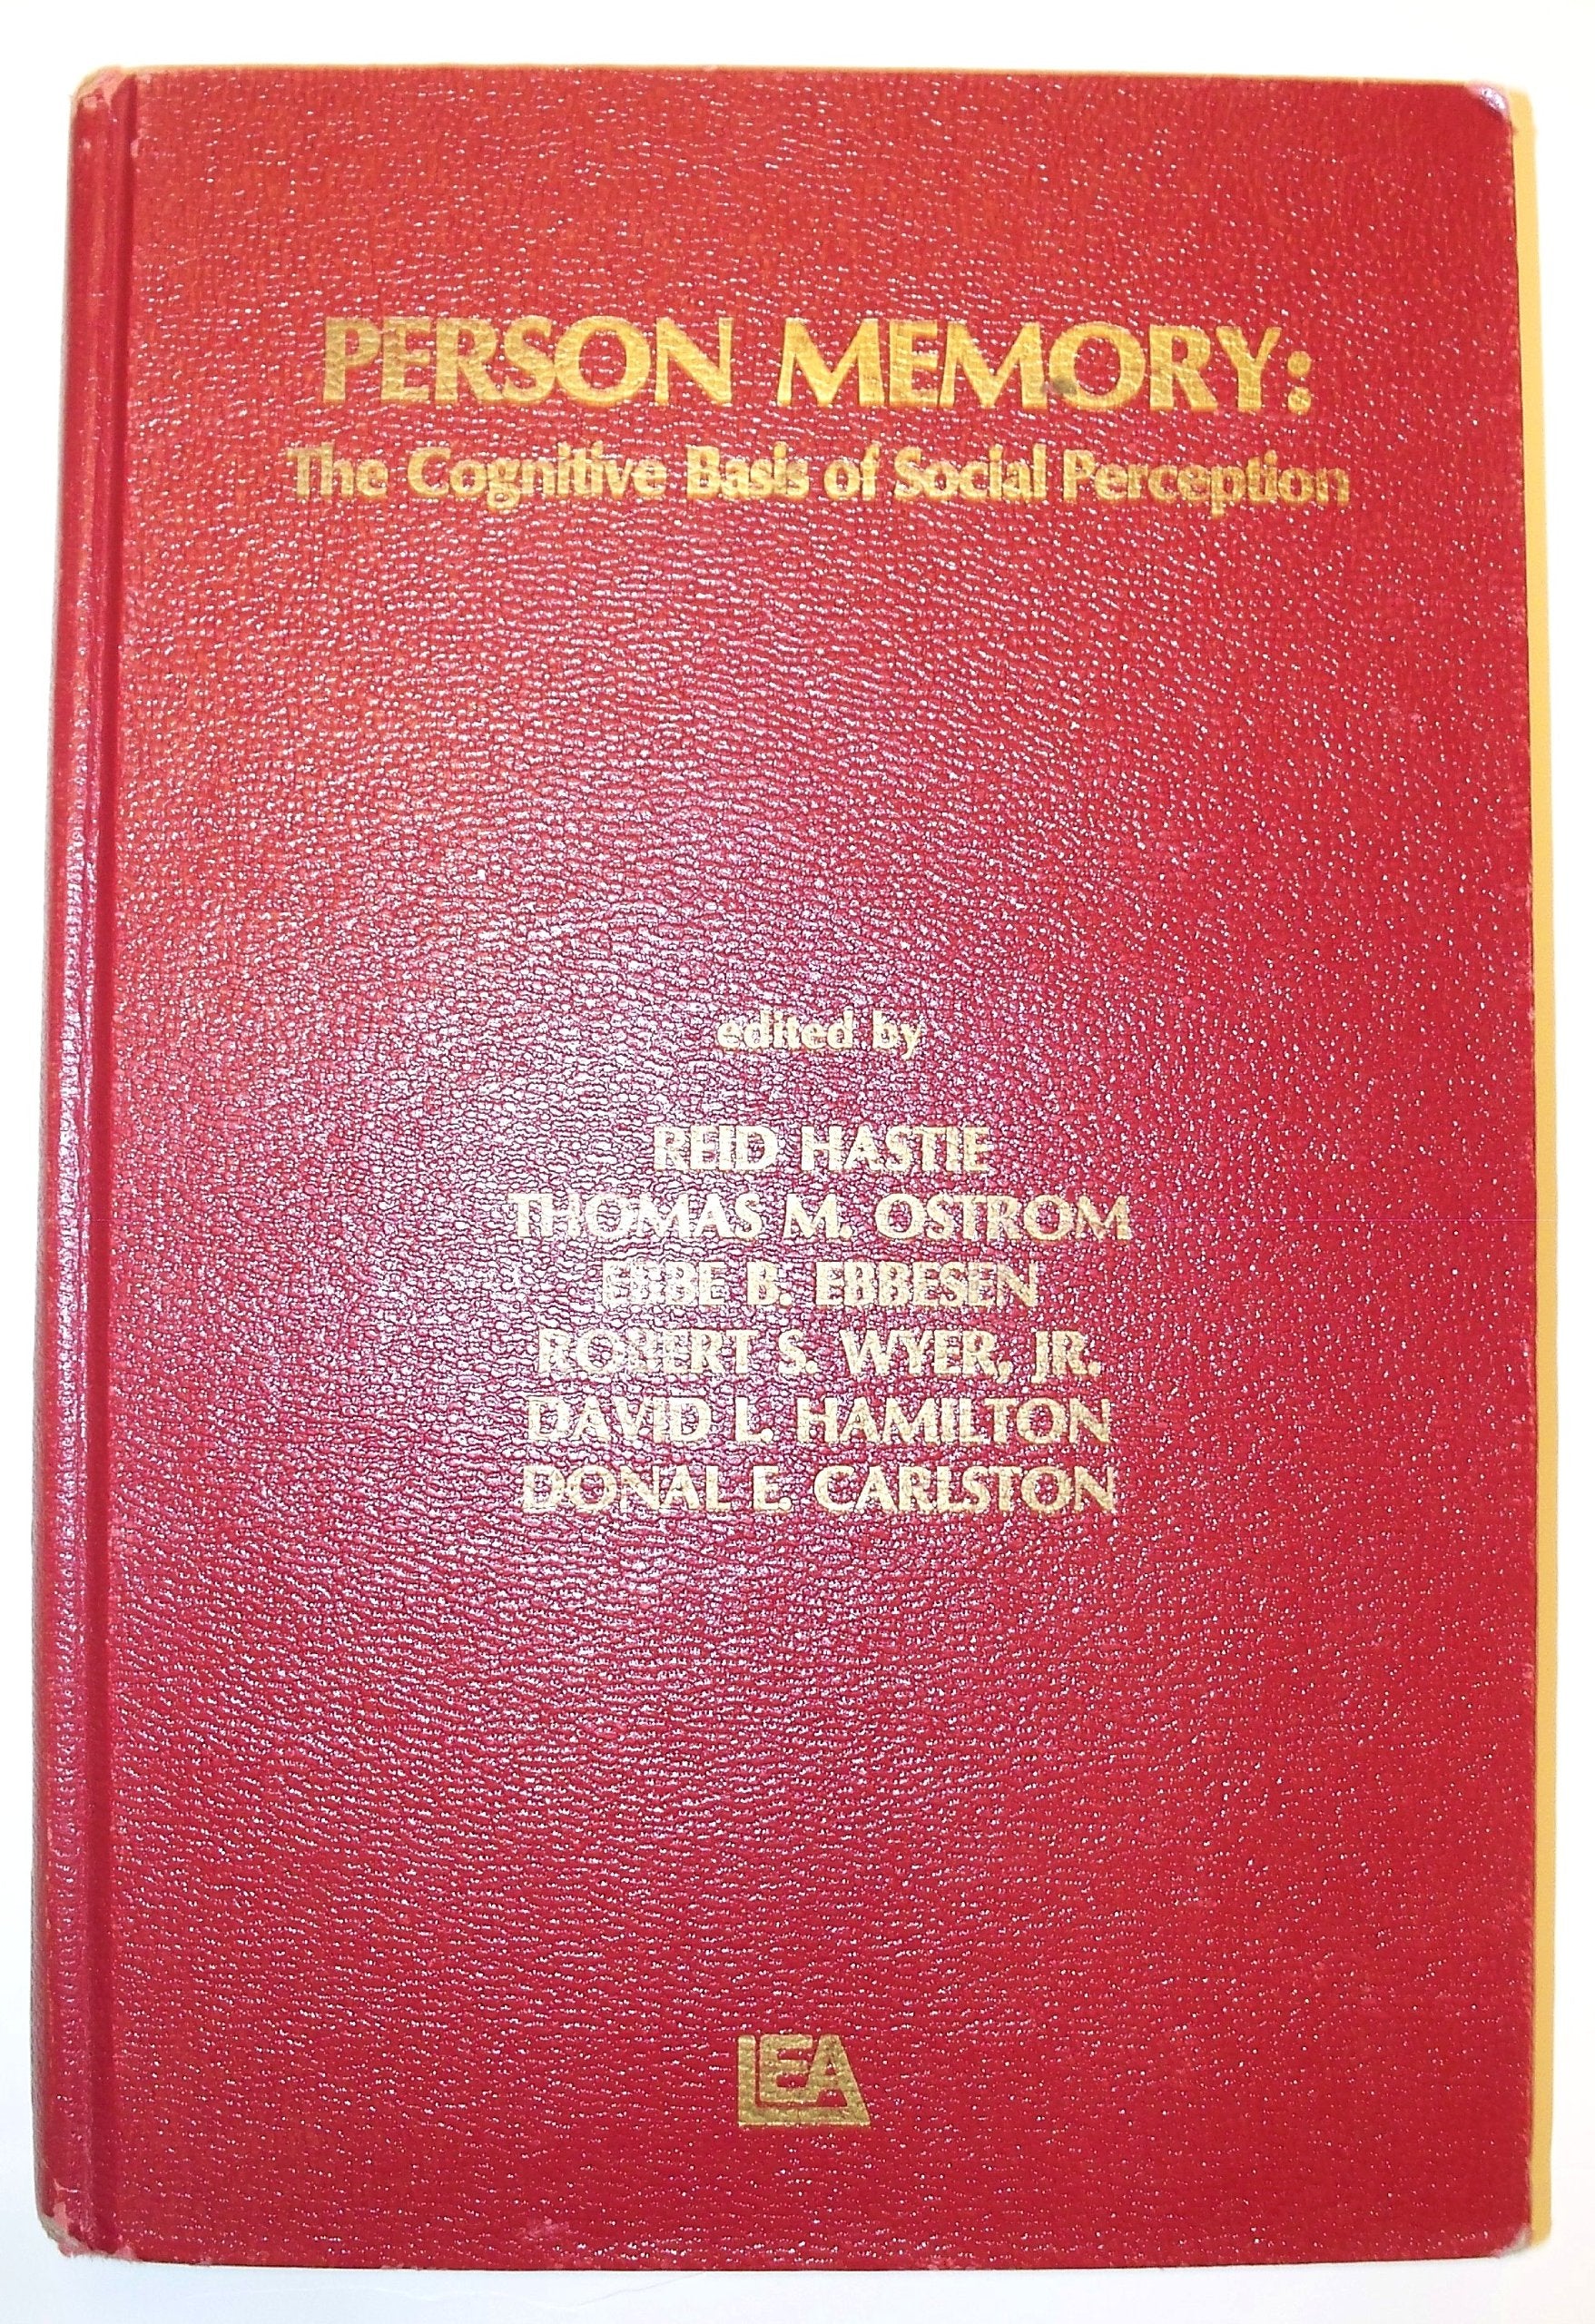 PERSON MEMORY:
The Cognitive Basis of Social Perception
edited by
REID HASTIE
THOMAS M. OSTROM
EBBE B. EBBESEN
ROBERT S. WYER, JR.
DAVID L. HAMILTON
DONAL E. CARLSTON
LEA